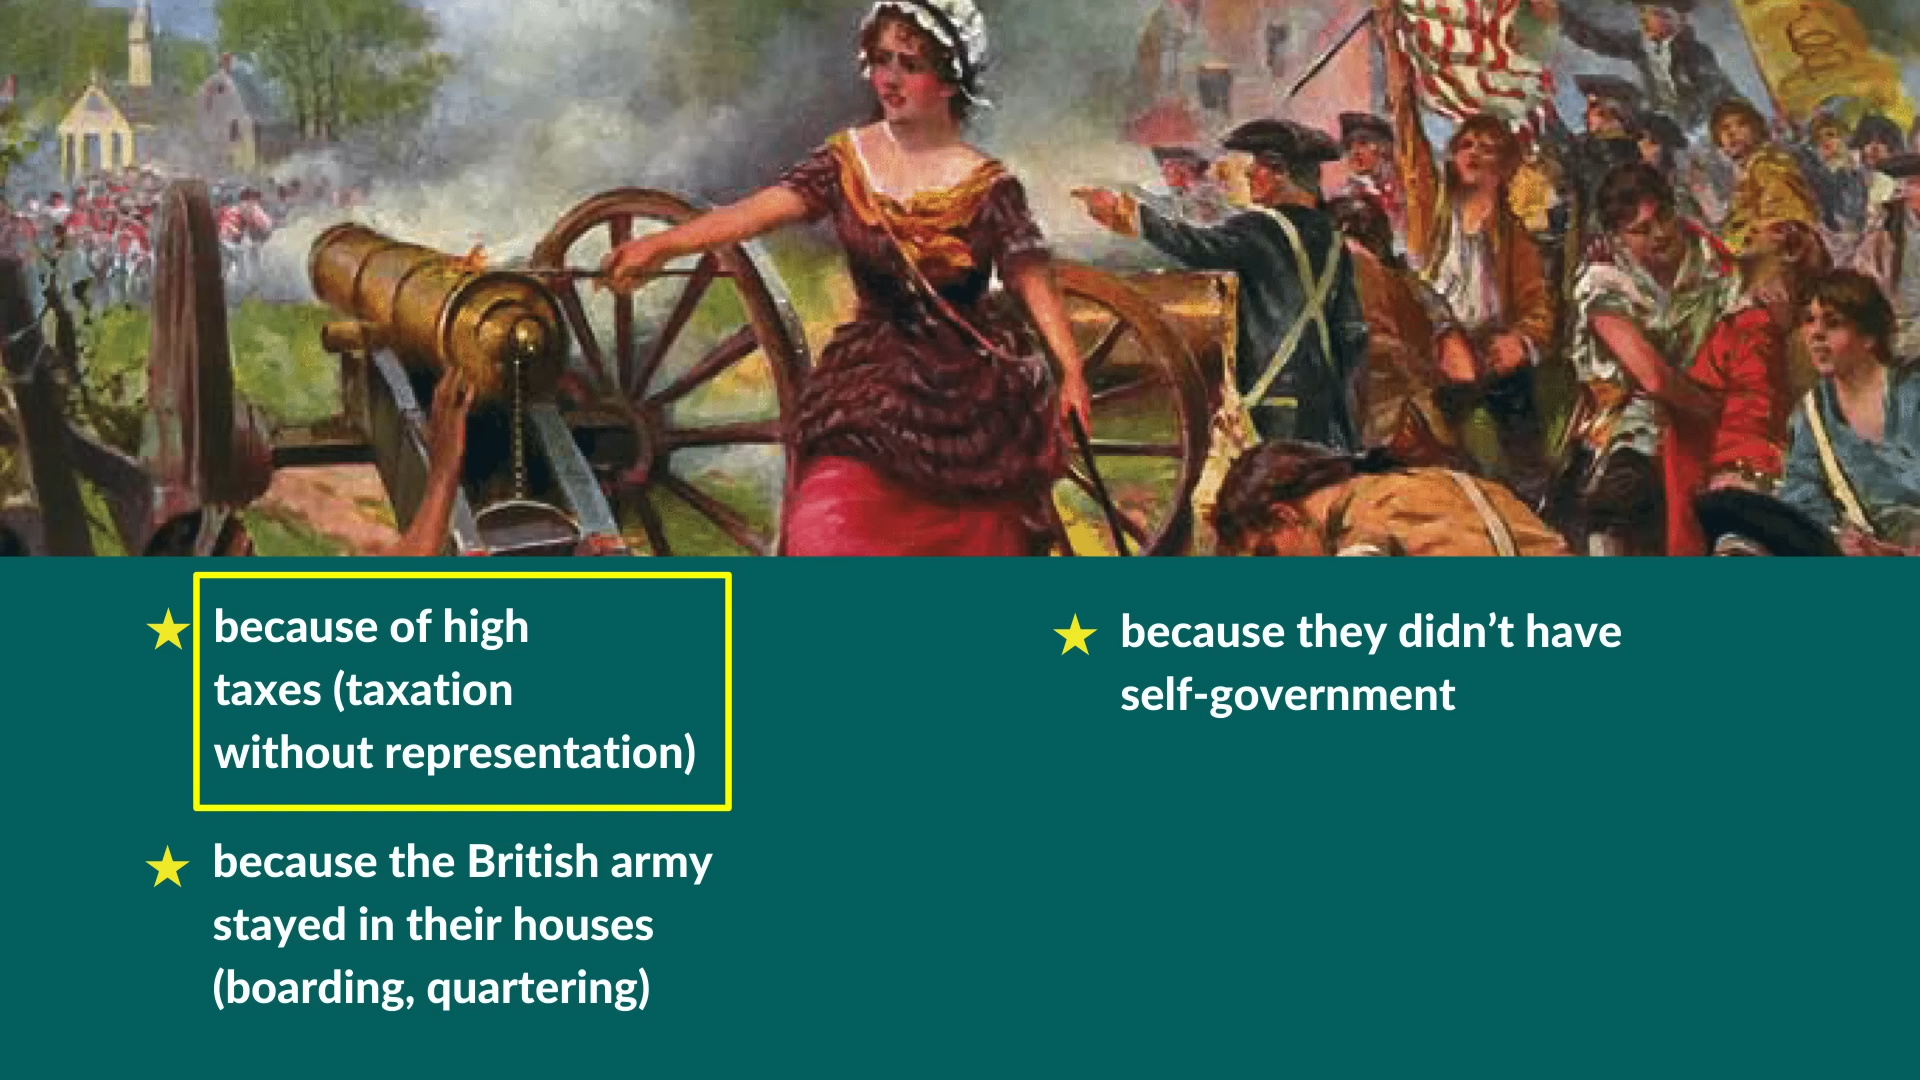 because of high
taxes (taxation
without representation)
because the British army
stayed in their houses
(boarding, quartering)
because they didn’t have
self-government